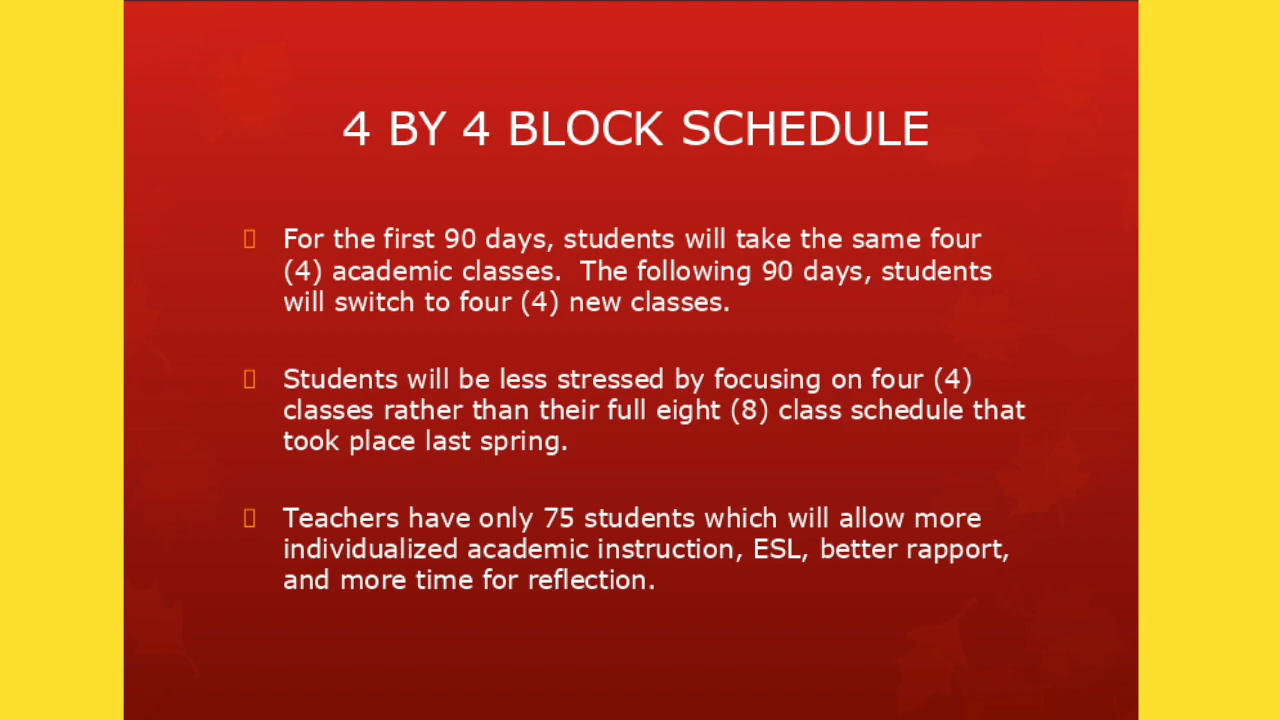 4 BY 4 BLOCK SCHEDULE
For the first 90 days, students will take the same four
(4) academic classes.  The following 90 days, students
will switch to four (4) new classes.
Students will be less stressed by focusing on four (4)
classes rather than their full eight (8) class schedule that
took place last spring.
Teachers have only 75 students which will allow more
individualized academic instruction, ESL, better rapport,
and more time for reflection.